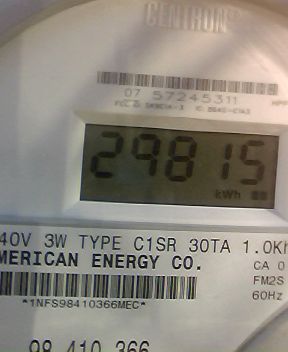 CENTRON®
07 57245311
29815
kWh
40V 3W TYPE C1SR 30TA 1.0Kh
MERICAN ENERGY CO.
CA 0
FM2S
60Hz
*1NFS98410366MEC*
98 410 366